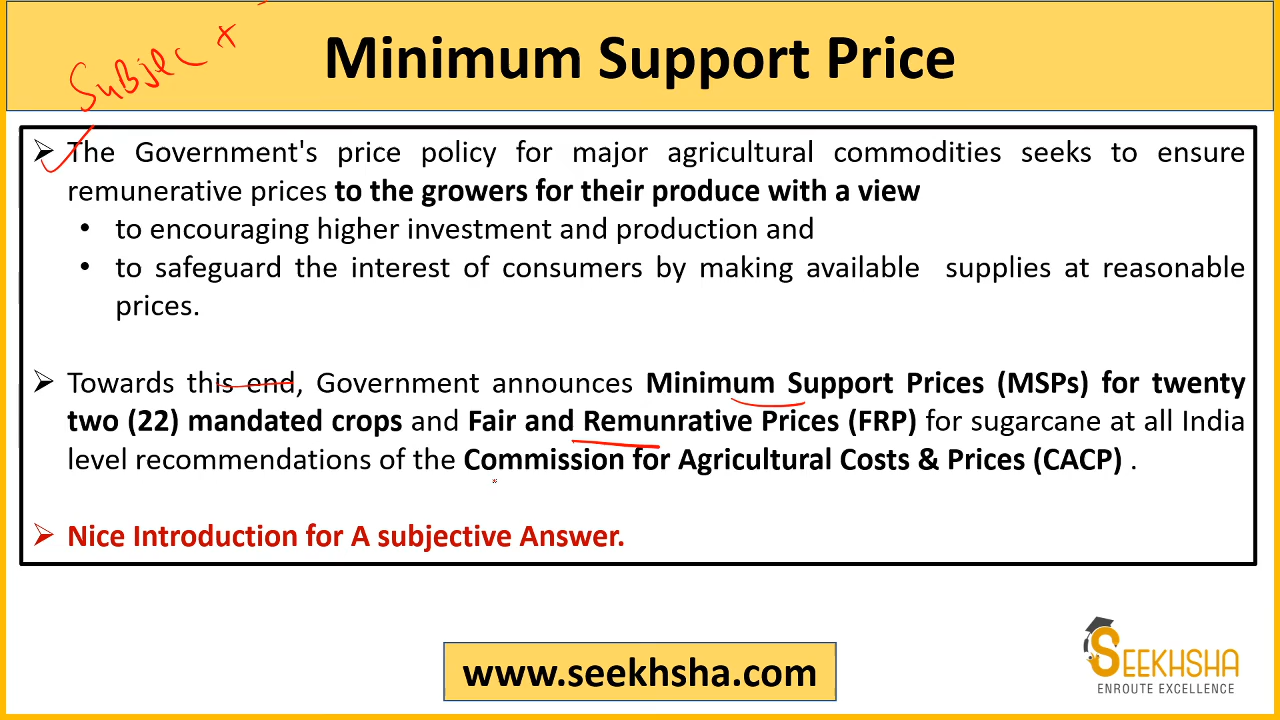 Subject
Minimum Support Price
➢ The Government's price policy for major agricultural commodities seeks to ensure
remunerative prices to the growers for their produce with a view
• to encouraging higher investment and production and
• to safeguard the interest of consumers by making available supplies at reasonable
prices.
➢ Towards this end, Government announces Minimum Support Prices (MSPs) for twenty
two (22) mandated crops and Fair and Remunrative Prices (FRP) for sugarcane at all India
level recommendations of the Commission for Agricultural Costs & Prices (CACP) .
➢ Nice Introduction for A subjective Answer.
www.seekhsha.com
SEEKHSHA
ENROUTE EXCELLENCE